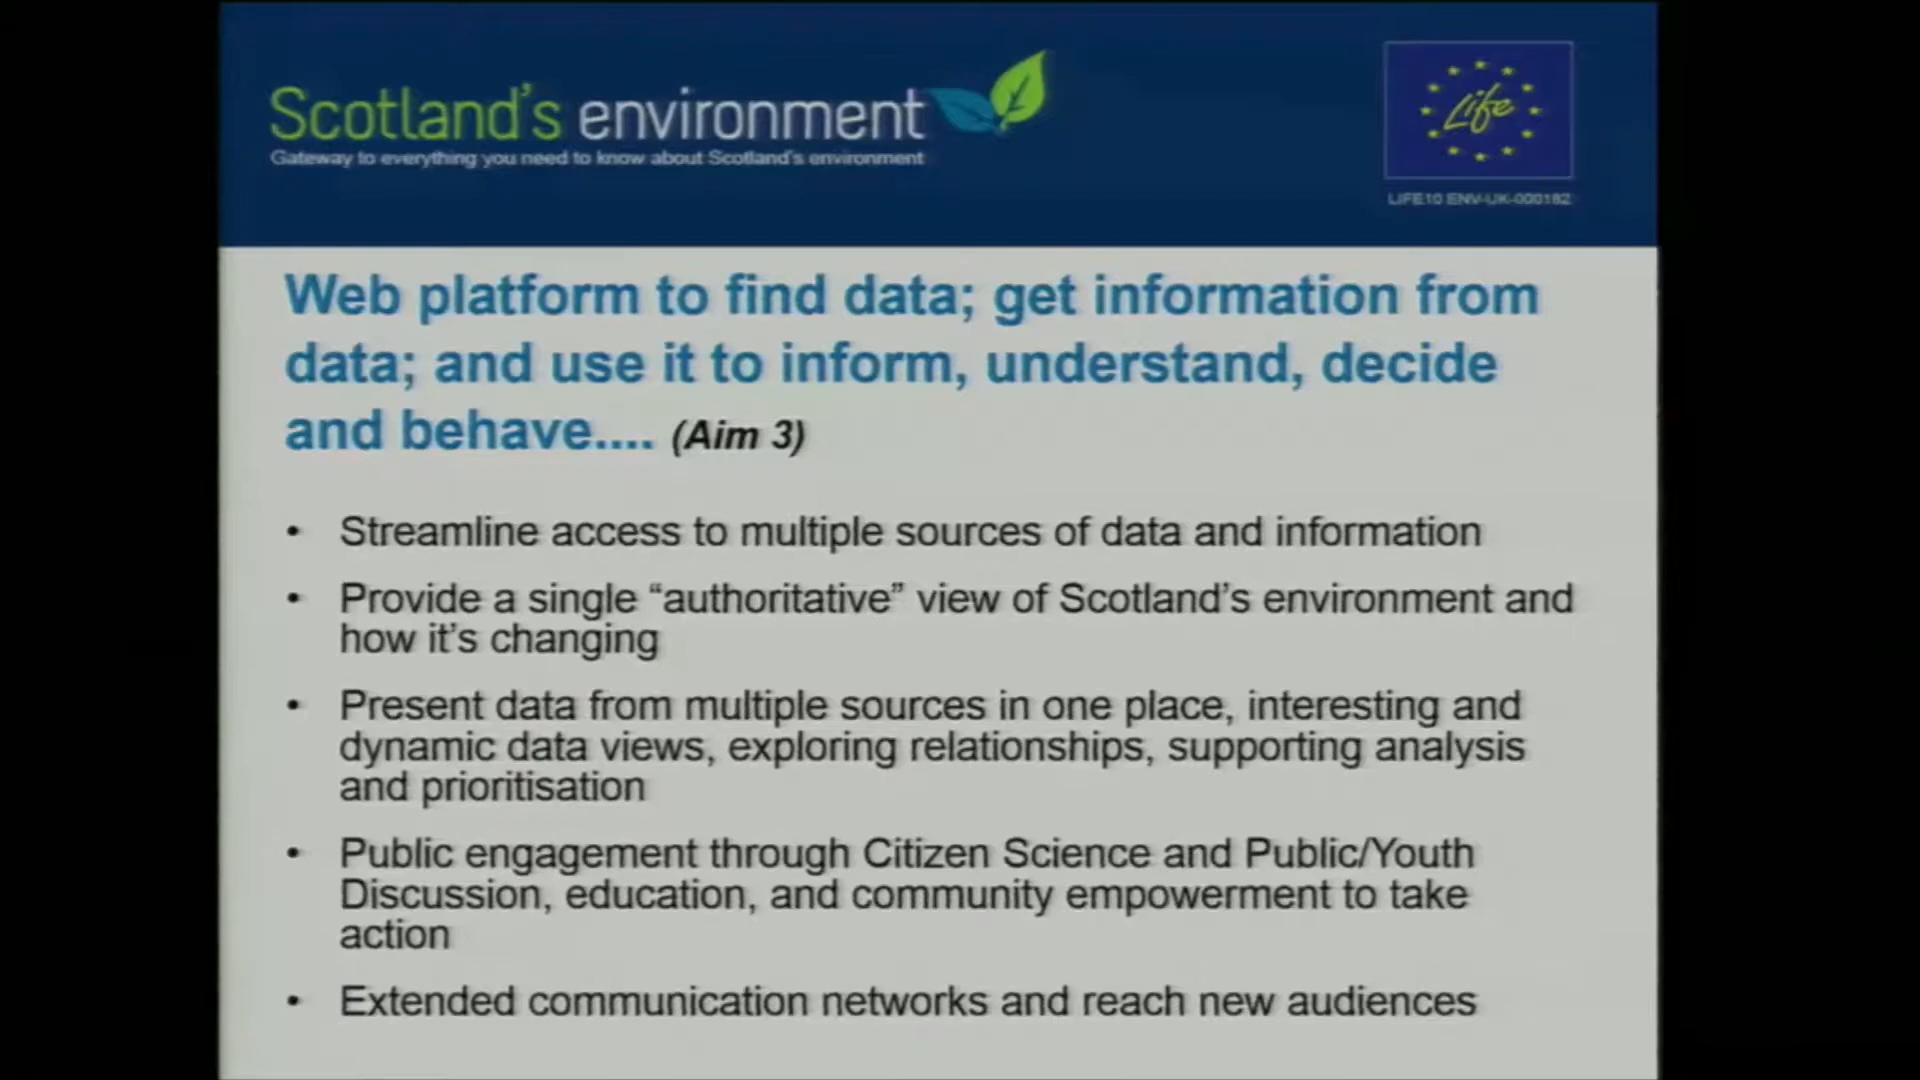 Scotland's environment
Gateway to everything you need to know about Scotland's environment
Life
LIFE10 ENV-UK-000182
Web platform to find data; get information from
data; and use it to inform, understand, decide
and behave.... (Aim 3)
• Streamline access to multiple sources of data and information
• Provide a single “authoritative” view of Scotland’s environment and
how it’s changing
• Present data from multiple sources in one place, interesting and
dynamic data views, exploring relationships, supporting analysis
and prioritisation
• Public engagement through Citizen Science and Public/Youth
Discussion, education, and community empowerment to take
action
• Extended communication networks and reach new audiences